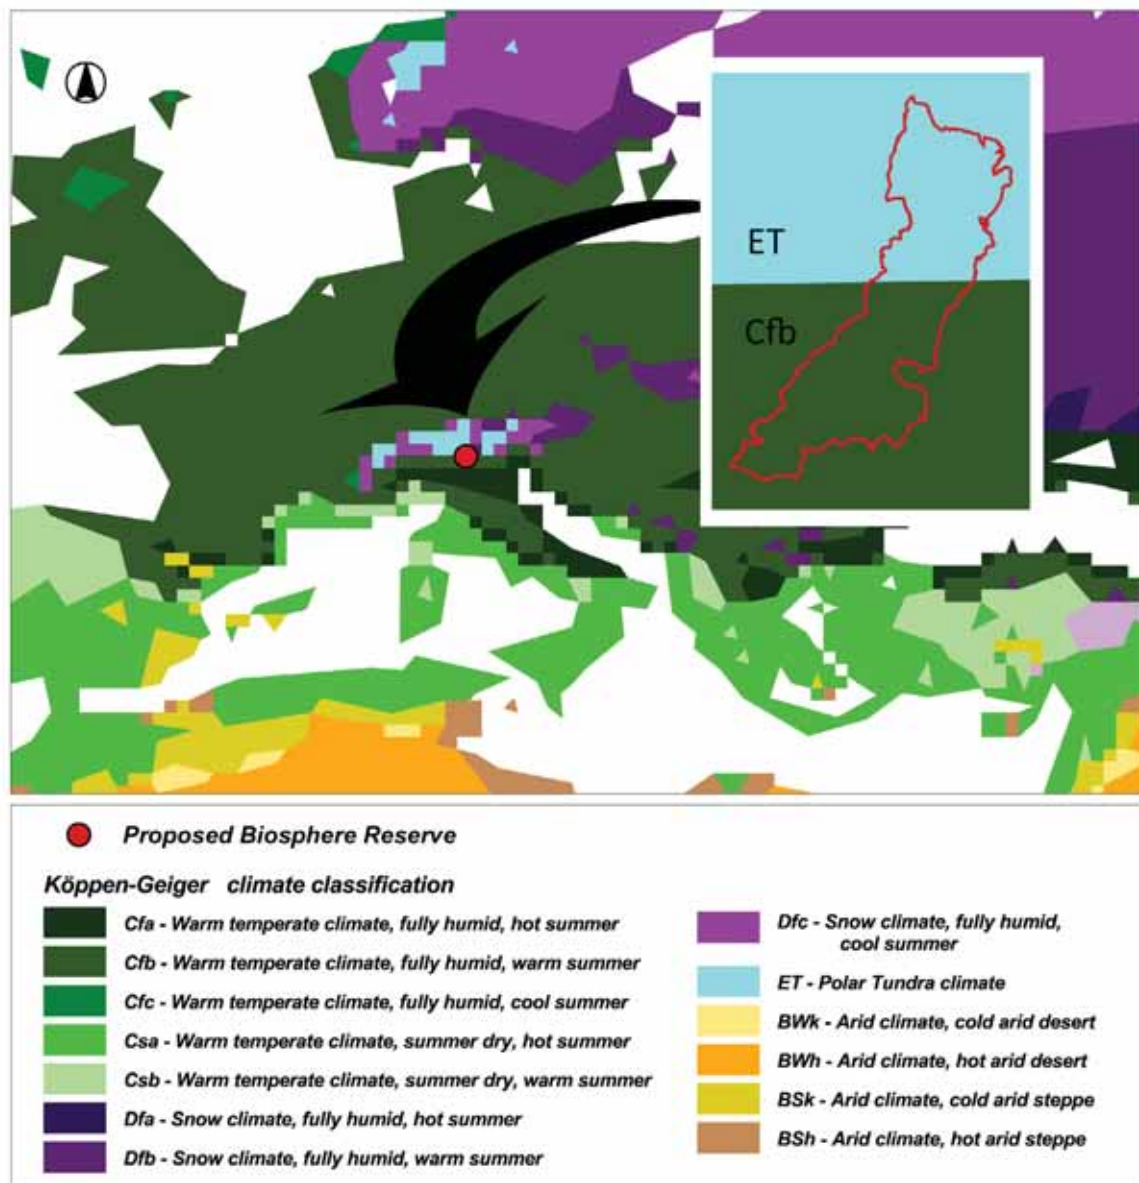 ET
Cfb
Proposed Biosphere Reserve
Köppen-Geiger climate classification
Cfa - Warm temperate climate, fully humid, hot summer
Cfb - Warm temperate climate, fully humid, warm summer
Cfc - Warm temperate climate, fully humid, cool summer
Csa - Warm temperate climate, summer dry, hot summer
Csb - Warm temperate climate, summer dry, warm summer
Dfa - Snow climate, fully humid, hot summer
Dfb - Snow climate, fully humid, warm summer
Dfc - Snow climate, fully humid,
cool summer
ET - Polar Tundra climate
BWk - Arid climate, cold arid desert
BWh - Arid climate, hot arid desert
BSk - Arid climate, cold arid steppe
BSh - Arid climate, hot arid steppe